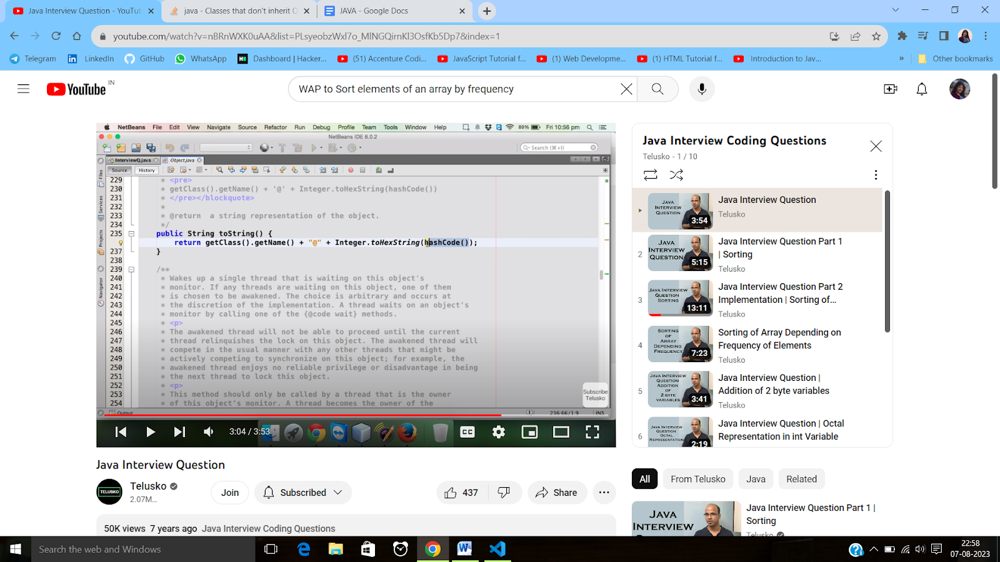 Java Interview Question - YouTub
java - Classes that don't inherit O
JAVA - Google Docs
youtube.com/watch?v=nBRnWXK0uAA&list=PLsyeobzWxl7o_MlNGQirnKl3OsfKb5Dp7&index=1
Telegram
LinkedIn
GitHub
WhatsApp
Dashboard | Hacker...
(51) Accenture Codi...
JavaScript Tutorial f...
(1) Web Developme...
(1) HTML Tutorial f...
Introduction to Jav...
»
Other bookmarks
YouTube IN
WAP to Sort elements of an array by frequency
NetBeans File Edit View Navigate Source Refactor Run Debug Profile Team Tools Window Help
89% Fri 10:56 pm
NetBeans IDE 8.0.2
Search (⌘+I)
InterviewQ.java
Object.java
Source History
Files
Services
Projects
Navigator
229 * <pre>
230 * getClass().getName() + '@' + Integer.toHexString(hashCode())
231 * </pre></blockquote>
232 *
233 * @return  a string representation of the object.
234 */
235 public String toString() {
return getClass().getName() + "@" + Integer.toHexString(hashCode());
237 }
238
239 /**
240 * Wakes up a single thread that is waiting on this object's
241 * monitor. If any threads are waiting on this object, one of them
242 * is chosen to be awakened. The choice is arbitrary and occurs at
243 * the discretion of the implementation. A thread waits on an object's
244 * monitor by calling one of the {@code wait} methods.
245 * <p>
246 * The awakened thread will not be able to proceed until the current
247 * thread relinquishes the lock on this object. The awakened thread will
248 * compete in the usual manner with any other threads that might be
249 * actively competing to synchronize on this object; for example, the
250 * awakened thread enjoys no reliable privilege or disadvantage in being
251 * the next thread to lock this object.
252 * <p>
253 * This method should only be called by a thread that is the owner
254 * of this object's monitor. A thread becomes the owner of the
Subscribe
Telusko
Output
236:66/1:9 INS
3:04 / 3:53
CC
Java Interview Question
TELUSKO
Telusko
2.07M...
Join
Subscribed
437
Share
50K views 7 years ago Java Interview Coding Questions
Java Interview Coding Questions
Telusko - 1 / 10
JAVA
INTERVIEW
QUESTION
3:54
Java Interview Question
Telusko
2
JAVA
INTERVIEW
QUESTION
5:15
Java Interview Question Part 1
| Sorting
Telusko
3
JAVA INTERVIEW
QUESTION
SORTING
13:11
Java Interview Question Part 2
Implementation | Sorting of...
Telusko
4
SORTING
OF
ARRAY
DEPENDING
FREQUENCY
7:23
Sorting of Array Depending on
Frequency of Elements
Telusko
5
JAVA INTERVIEW
QUESTION
ADDITION
OF
2 BYTE
VARIABLES
3:41
Java Interview Question |
Addition of 2 byte variables
Telusko
6
JAVA INTERVIEW
QUESTION
OCTAL
REPRESENTATION
2:19
Java Interview Question | Octal
Representation in int Variable
All
From Telusko
Java
Related
JAVA
INTERVIEW
Java Interview Question Part 1 |
Sorting
Telusko
Search the web and Windows
22:58
07-08-2023